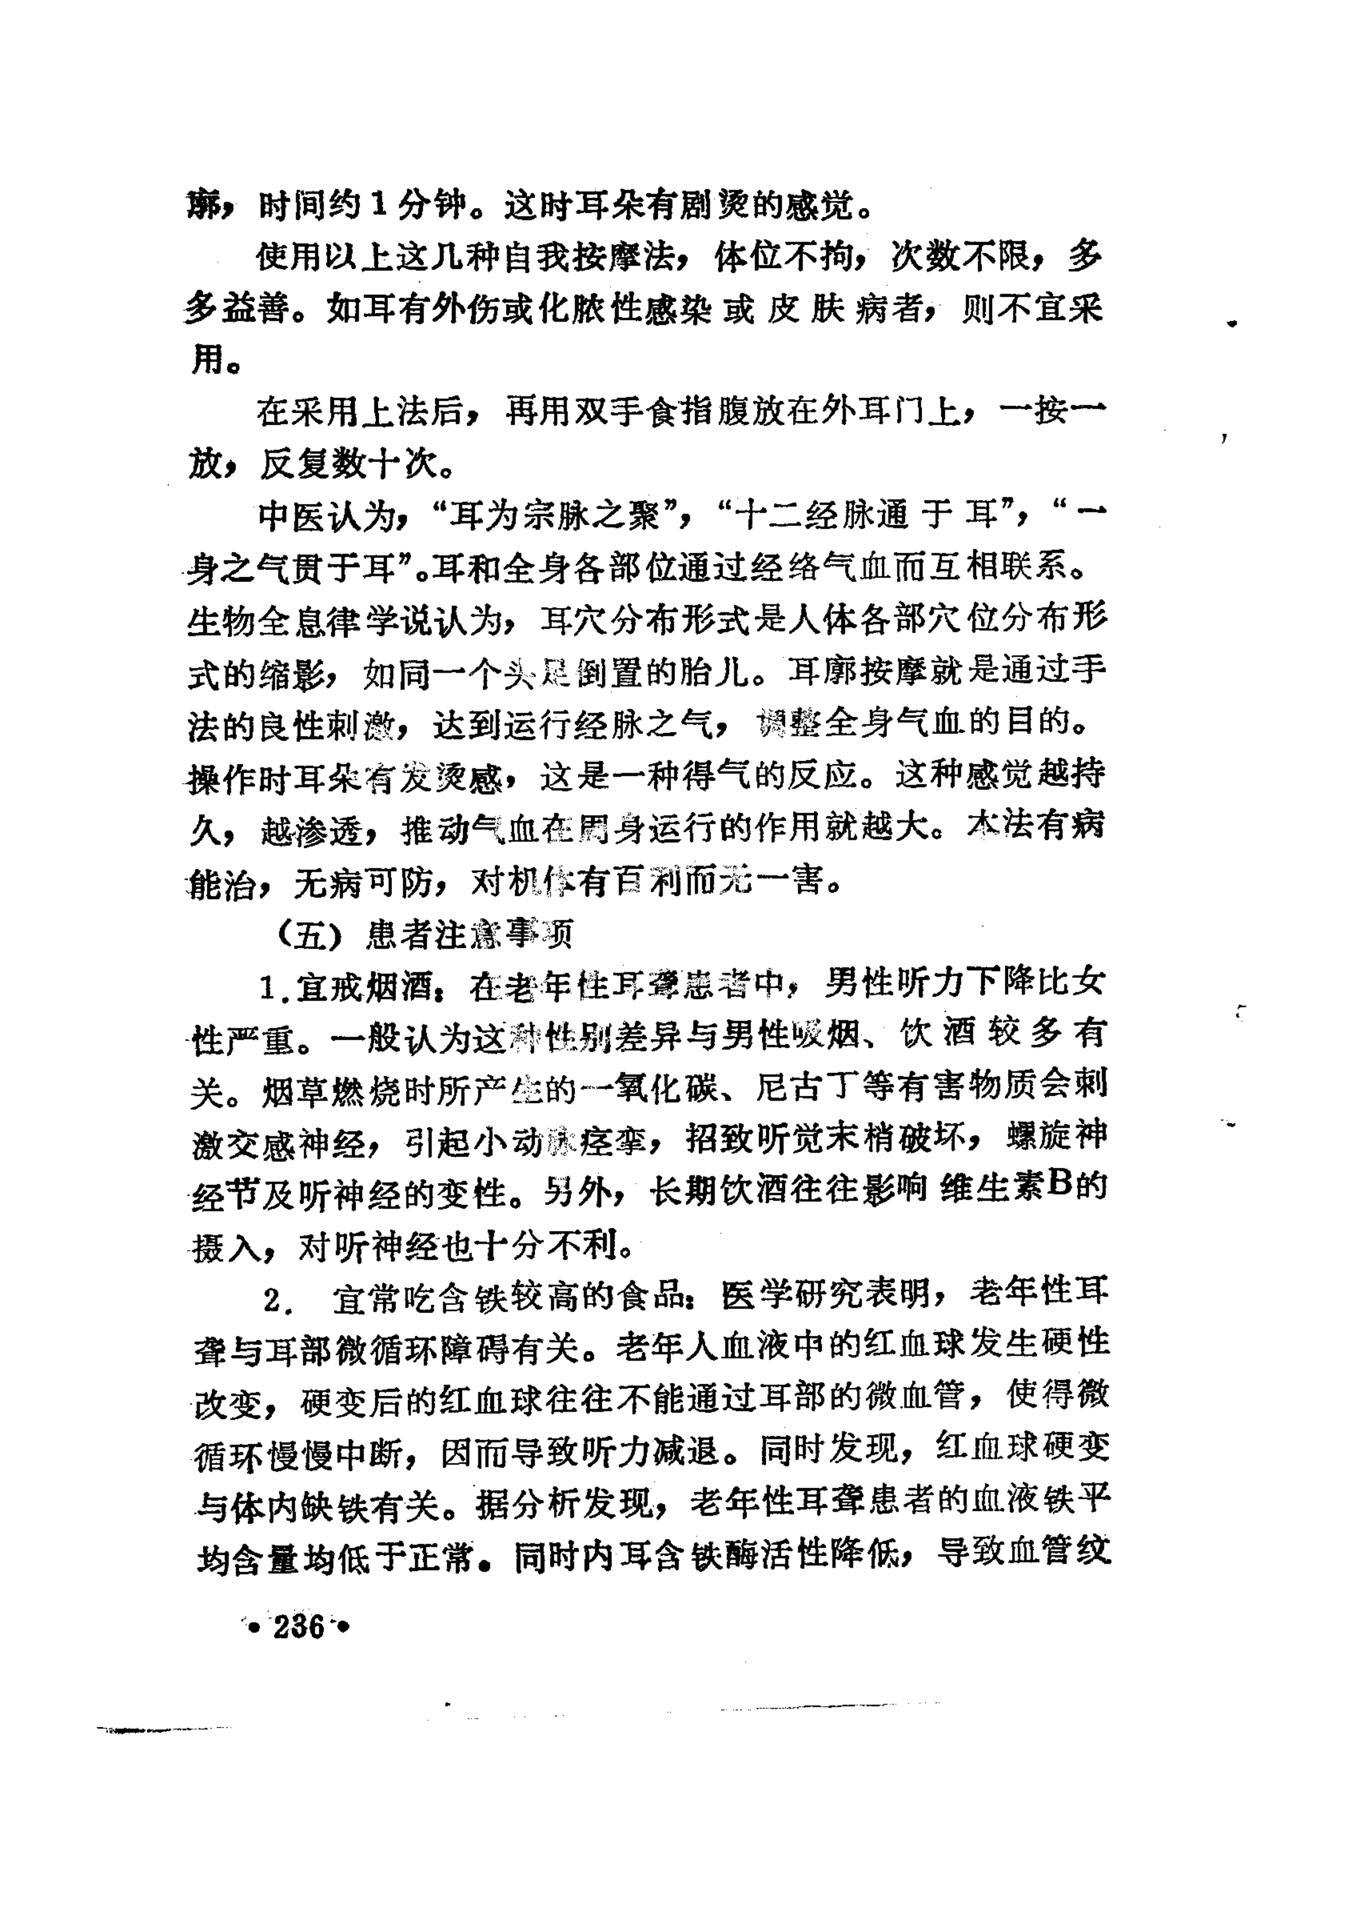 廓，时间约1分钟。这时耳朵有剧烫的感觉。
使用以上这几种自我按摩法，体位不拘，次数不限，多
多益善。如耳有外伤或化脓性感染或皮肤病者，则不宜采
用。
在采用上法后，再用双手食指腹放在外耳门上，一按一
放，反复数十次。
中医认为，“耳为宗脉之聚”，“十二经脉通于耳”，“一
身之气贯于耳”。耳和全身各部位通过经络气血而互相联系。
生物全息律学说认为，耳穴分布形式是人体各部穴位分布形
式的缩影，如同一个头足倒置的胎儿。耳廓按摩就是通过手
法的良性刺激，达到运行经脉之气，调整全身气血的目的。
操作时耳朵有发烫感，这是一种得气的反应。这种感觉越持
久，越渗透，推动气血在周身运行的作用就越大。本法有病
能治，无病可防，对机体有百利而无一害。
（五）患者注意事项
1.宜戒烟酒：在老年性耳聋患者中，男性听力下降比女
性严重。一般认为这种性别差异与男性吸烟、饮酒较多有
关。烟草燃烧时所产生的一氧化碳、尼古丁等有害物质会刺
激交感神经，引起小动脉痉挛，招致听觉末梢破坏，螺旋神
经节及听神经的变性。另外，长期饮酒往往影响维生素B的
摄入，对听神经也十分不利。
2. 宜常吃含铁较高的食品：医学研究表明，老年性耳
聋与耳部微循环障碍有关。老年人血液中的红血球发生硬性
改变，硬变后的红血球往往不能通过耳部的微血管，使得微
循环慢慢中断，因而导致听力减退。同时发现，红血球硬变
与体内缺铁有关。据分析发现，老年性耳聋患者的血液铁平
均含量均低于正常。同时内耳含铁酶活性降低，导致血管纹
•236•